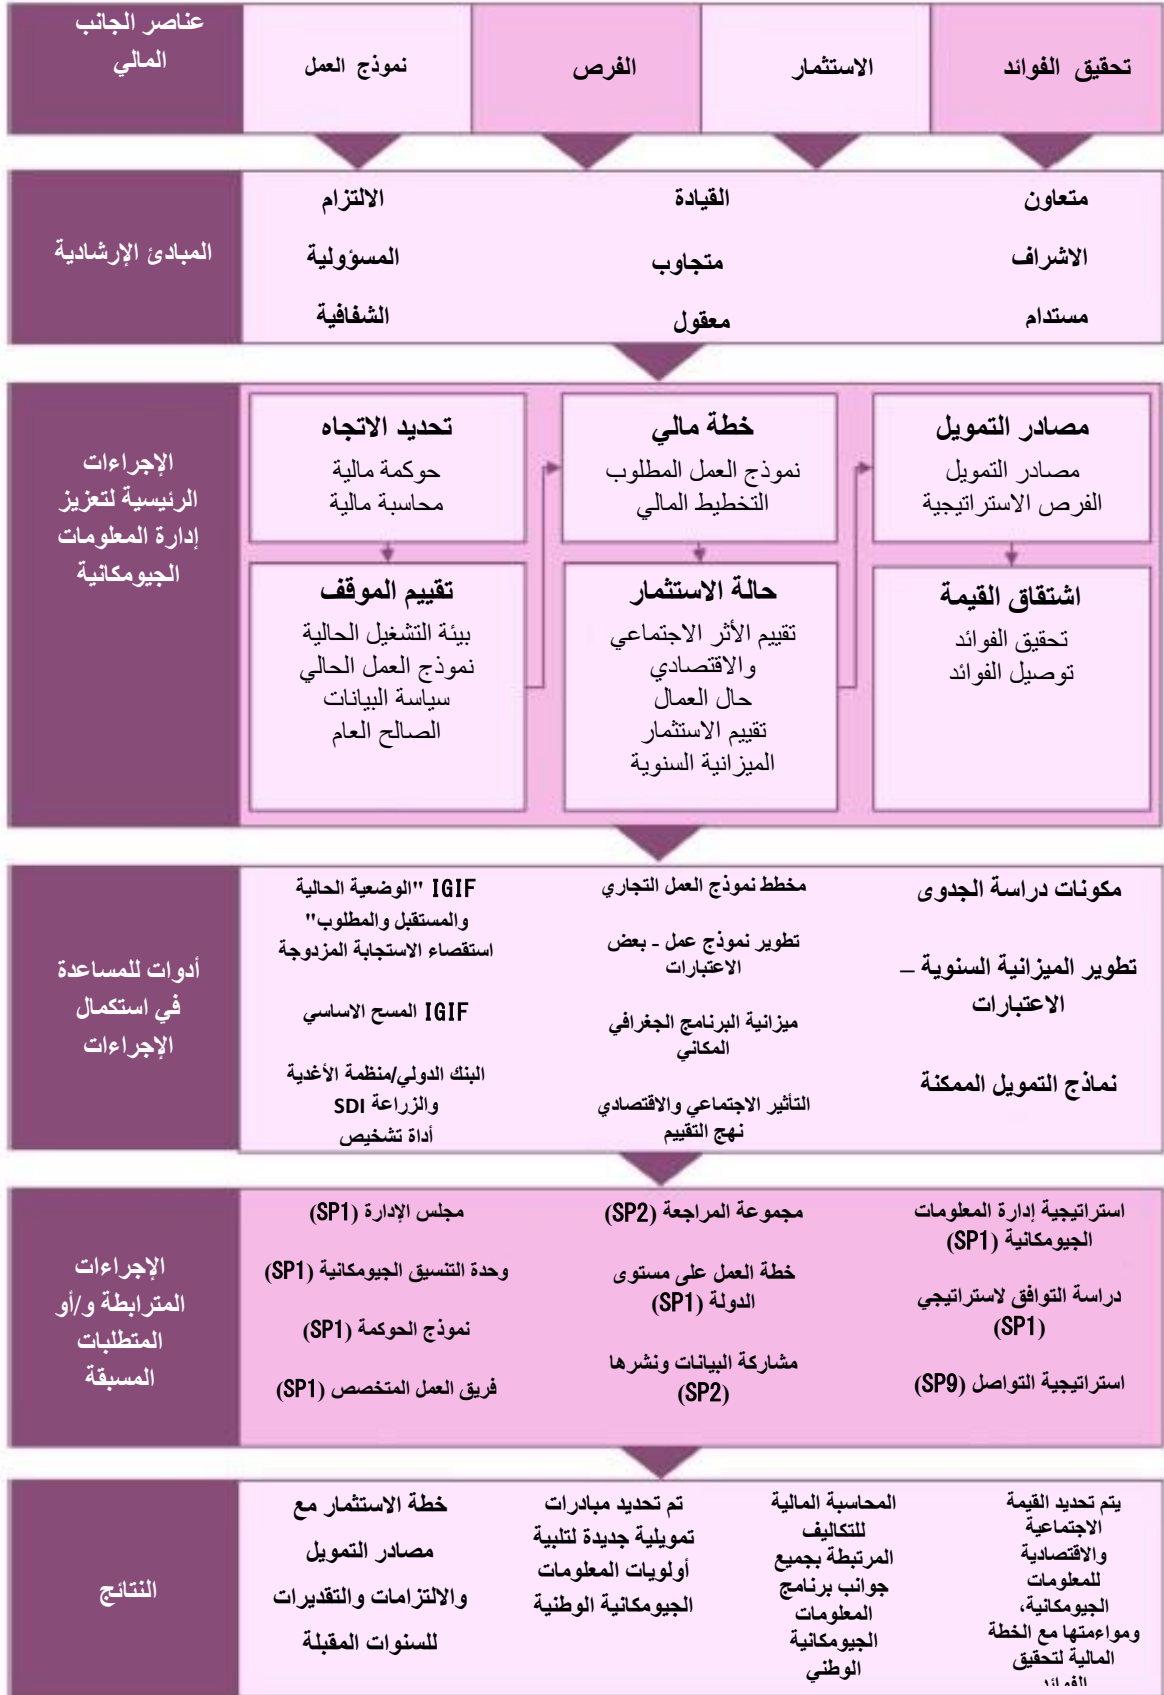 عناصر الجانب
المالي
نموذج العمل
الفرص
الاستثمار
تحقيق الفوائد
المبادئ الإرشادية
الالتزام
المسؤولية
الشفافية
القيادة
متجاوب
معقول
متعاون
الاشراف
مستدام
الإجراءات
الرئيسية لتعزيز
إدارة المعلومات
الجيومكانية
تحديد الاتجاه
حوكمة مالية
محاسبة مالية
تقييم الموقف
بيئة التشغيل الحالية
نموذج العمل الحالي
سياسة البيانات
الصالح العام
خطة مالي
نموذج العمل المطلوب
التخطيط المالي
حالة الاستثمار
تقييم الأثر الاجتماعي
والاقتصادي
حال العمال
تقييم الاستثمار
الميزانية السنوية
مصادر التمويل
مصادر التمويل
الفرص الاستراتيجية
اشتقاق القيمة
تحقيق الفوائد
توصيل الفوائد
أدوات للمساعدة
في استكمال
الإجراءات
IGIF "الوضعية الحالية
والمستقبل والمطلوب"
استقصاء الاستجابة المزدوجة
IGIF المسح الاساسي
البنك الدولي/منظمة الأغدية
والزراعة SDI
أداة تشخيص
مخطط نموذج العمل التجاري
تطوير نموذج عمل - بعض
الاعتبارات
ميزانية البرنامج الجغرافي
المكاني
التأثير الاجتماعي والاقتصادي
نهج التقييم
مكونات دراسة الجدوى
تطوير الميزانية السنوية –
الاعتبارات
نماذج التمويل الممكنة
الإجراءات
المترابطة و/أو
المتطلبات
المسبقة
مجلس الإدارة (SP1)
وحدة التنسيق الجيومكانية (SP1)
نموذج الحوكمة (SP1)
فريق العمل المتخصص (SP1)
مجموعة المراجعة (SP2)
خطة العمل على مستوى
الدولة (SP1)
مشاركة البيانات ونشرها
(SP2)
استراتيجية إدارة المعلومات
الجيومكانية (SP1)
دراسة التوافق لاستراتيجي
(SP1)
استراتيجية التواصل (SP9)
النتائج
خطة الاستثمار مع
مصادر التمويل
والالتزامات والتقديرات
للسنوات المقبلة
تم تحديد مبادرات
تمويلية جديدة لتلبية
أولويات المعلومات
الجيومكانية الوطنية
المحاسبة المالية
للتكاليف
المرتبطة بجميع
جوانب برنامج
المعلومات
الجيومكانية
الوطني
يتم تحديد القيمة
الاجتماعية
والاقتصادية
للمعلومات
الجيومكانية،
ومواءمتها مع الخطة
المالية لتحقيق